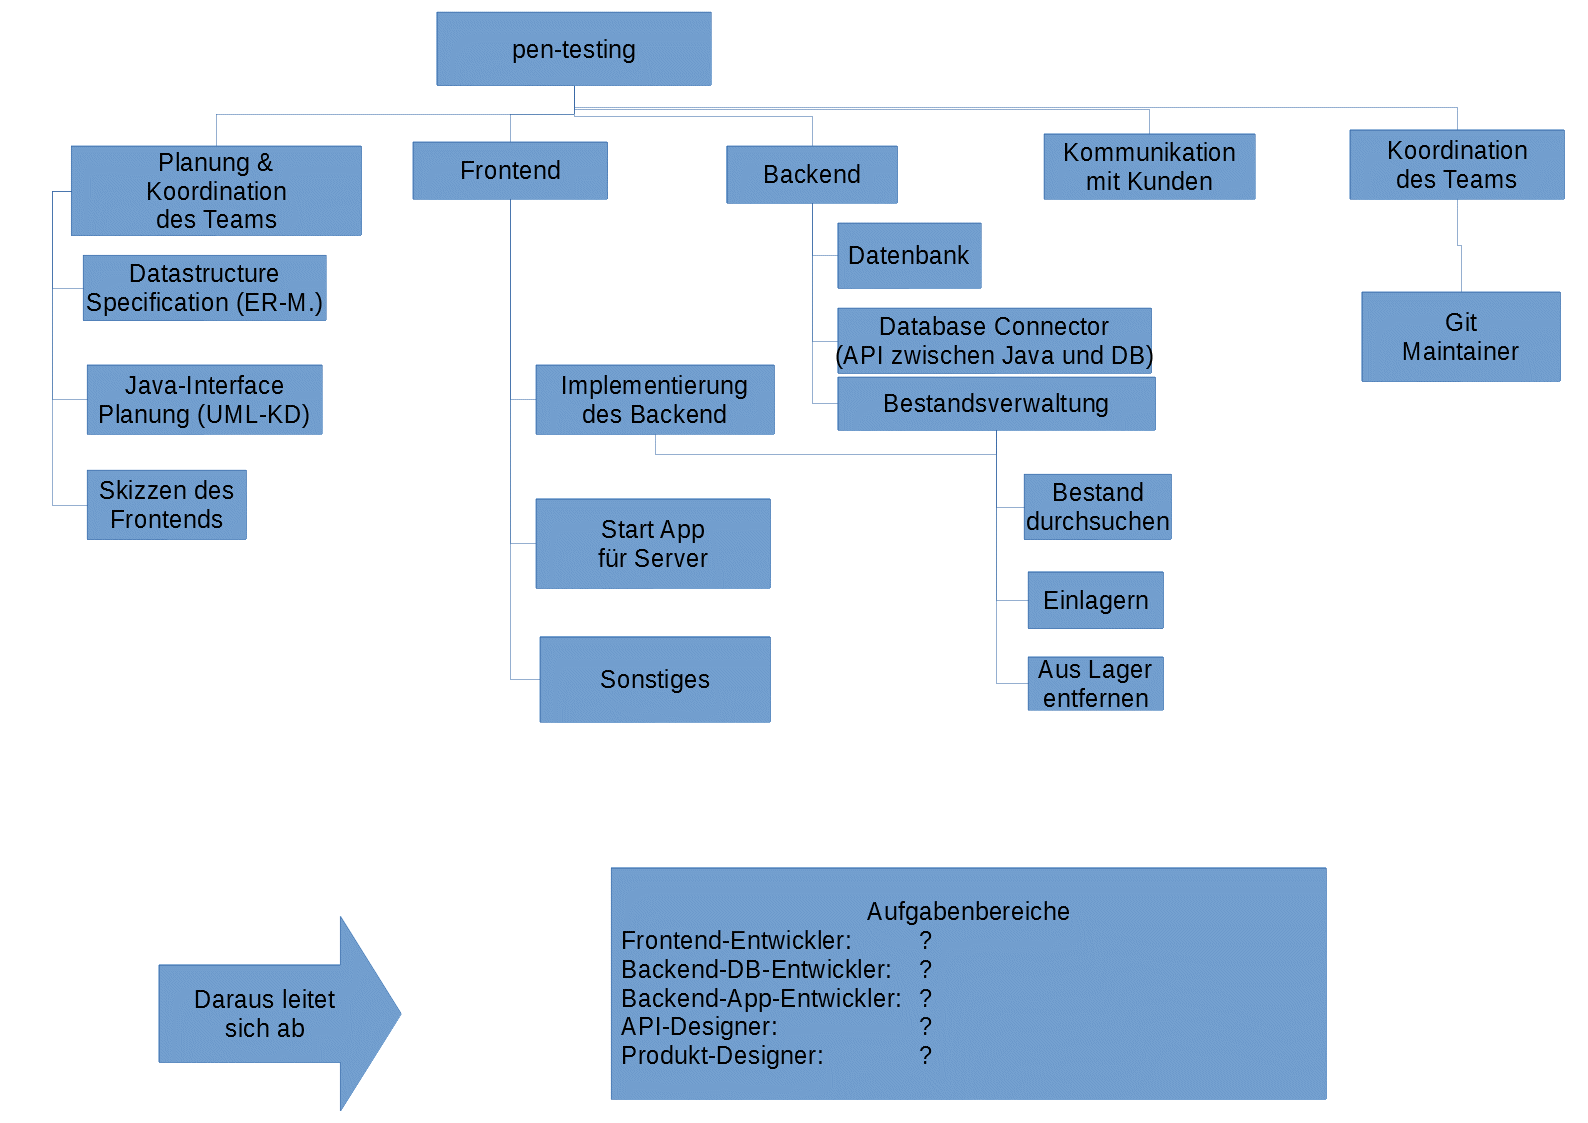 pen-testing
Planung &
Koordination
des Teams
Frontend
Backend
Kommunikation
mit Kunden
Koordination
des Teams
Datastructure
Specification (ER-M.)
Java-Interface
Planung (UML-KD)
Skizzen des
Frontends
Implementierung
des Backend
Start App
für Server
Sonstiges
Datenbank
Database Connector
(API zwischen Java und DB)
Bestandsverwaltung
Bestand
durchsuchen
Einlagern
Aus Lager
entfernen
Git
Maintainer
Daraus leitet
sich ab
Aufgabenbereiche
Frontend-Entwickler: ?
Backend-DB-Entwickler: ?
Backend-App-Entwickler: ?
API-Designer: ?
Produkt-Designer: ?